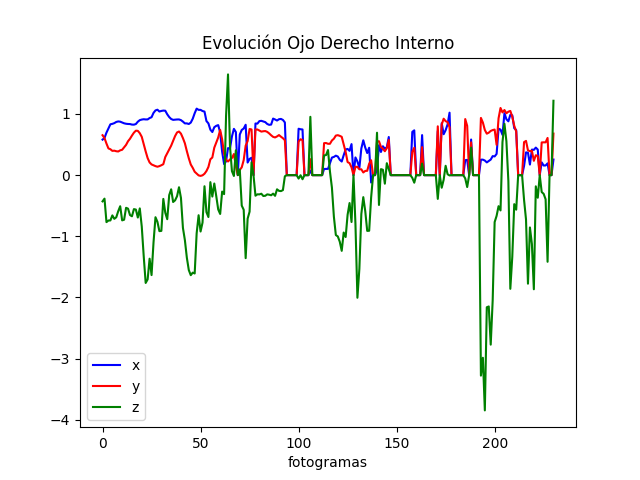 Evolución Ojo Derecho Interno
1
0
−1
−2
−3
−4
x
y
z
0 50 100 150 200
fotogramas